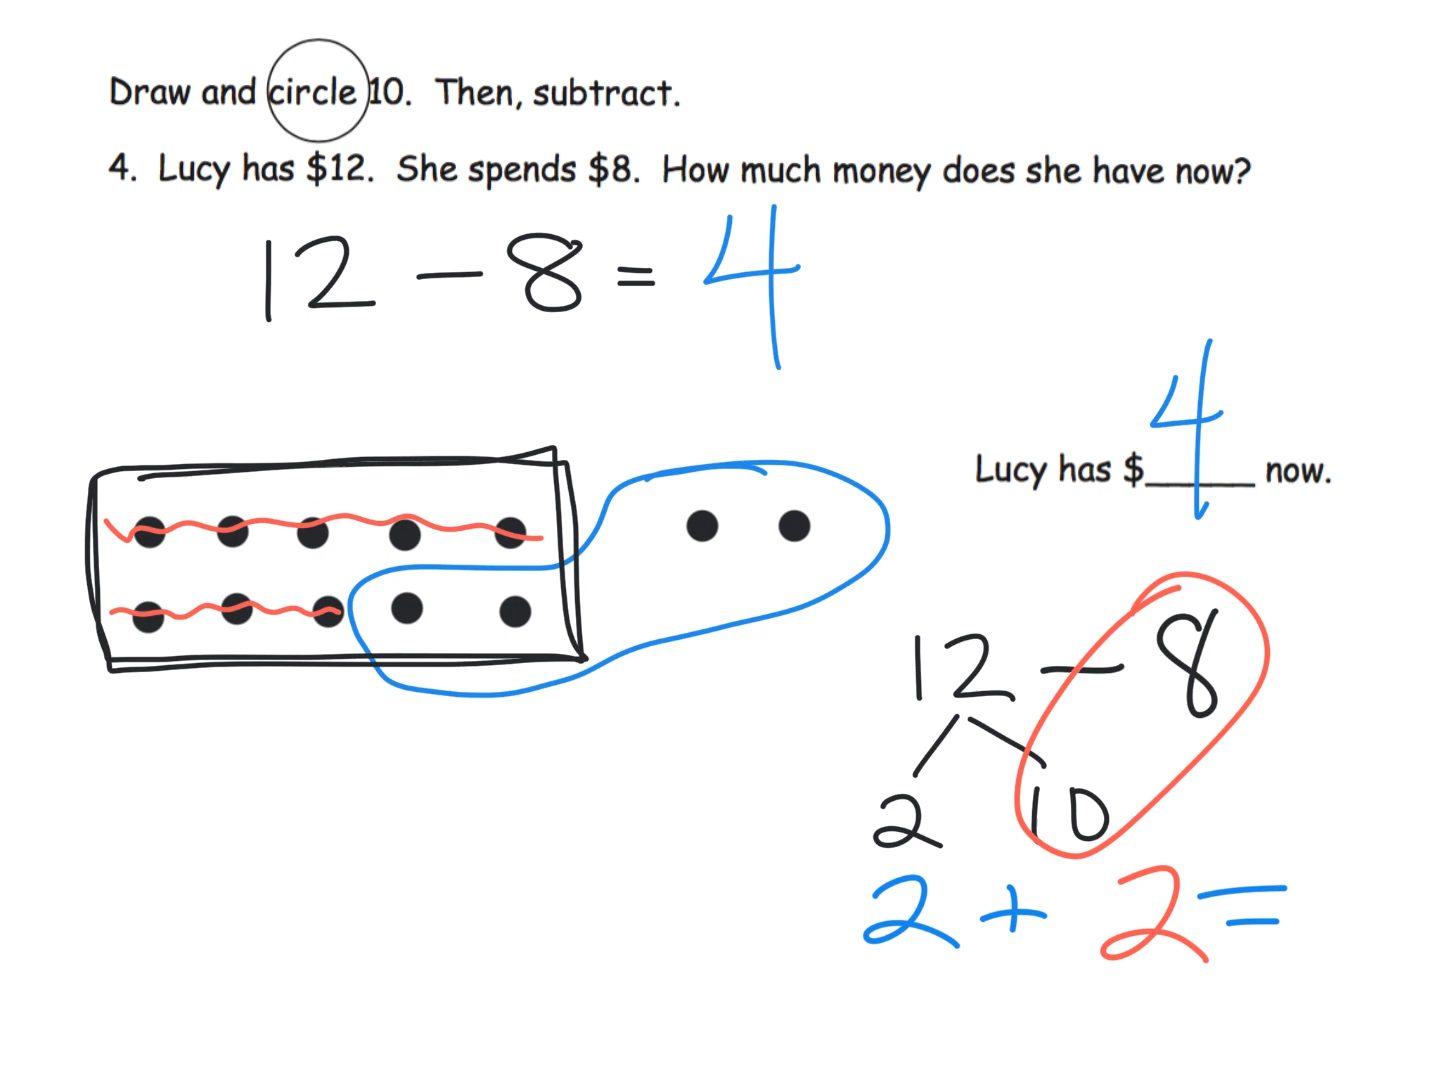 Draw and circle 10. Then, subtract.
4. Lucy has $12. She spends $8. How much money does she have now?
12 - 8 = 4
4
Lucy has $______ now.
12 - 8
2 10
2 + 2 =